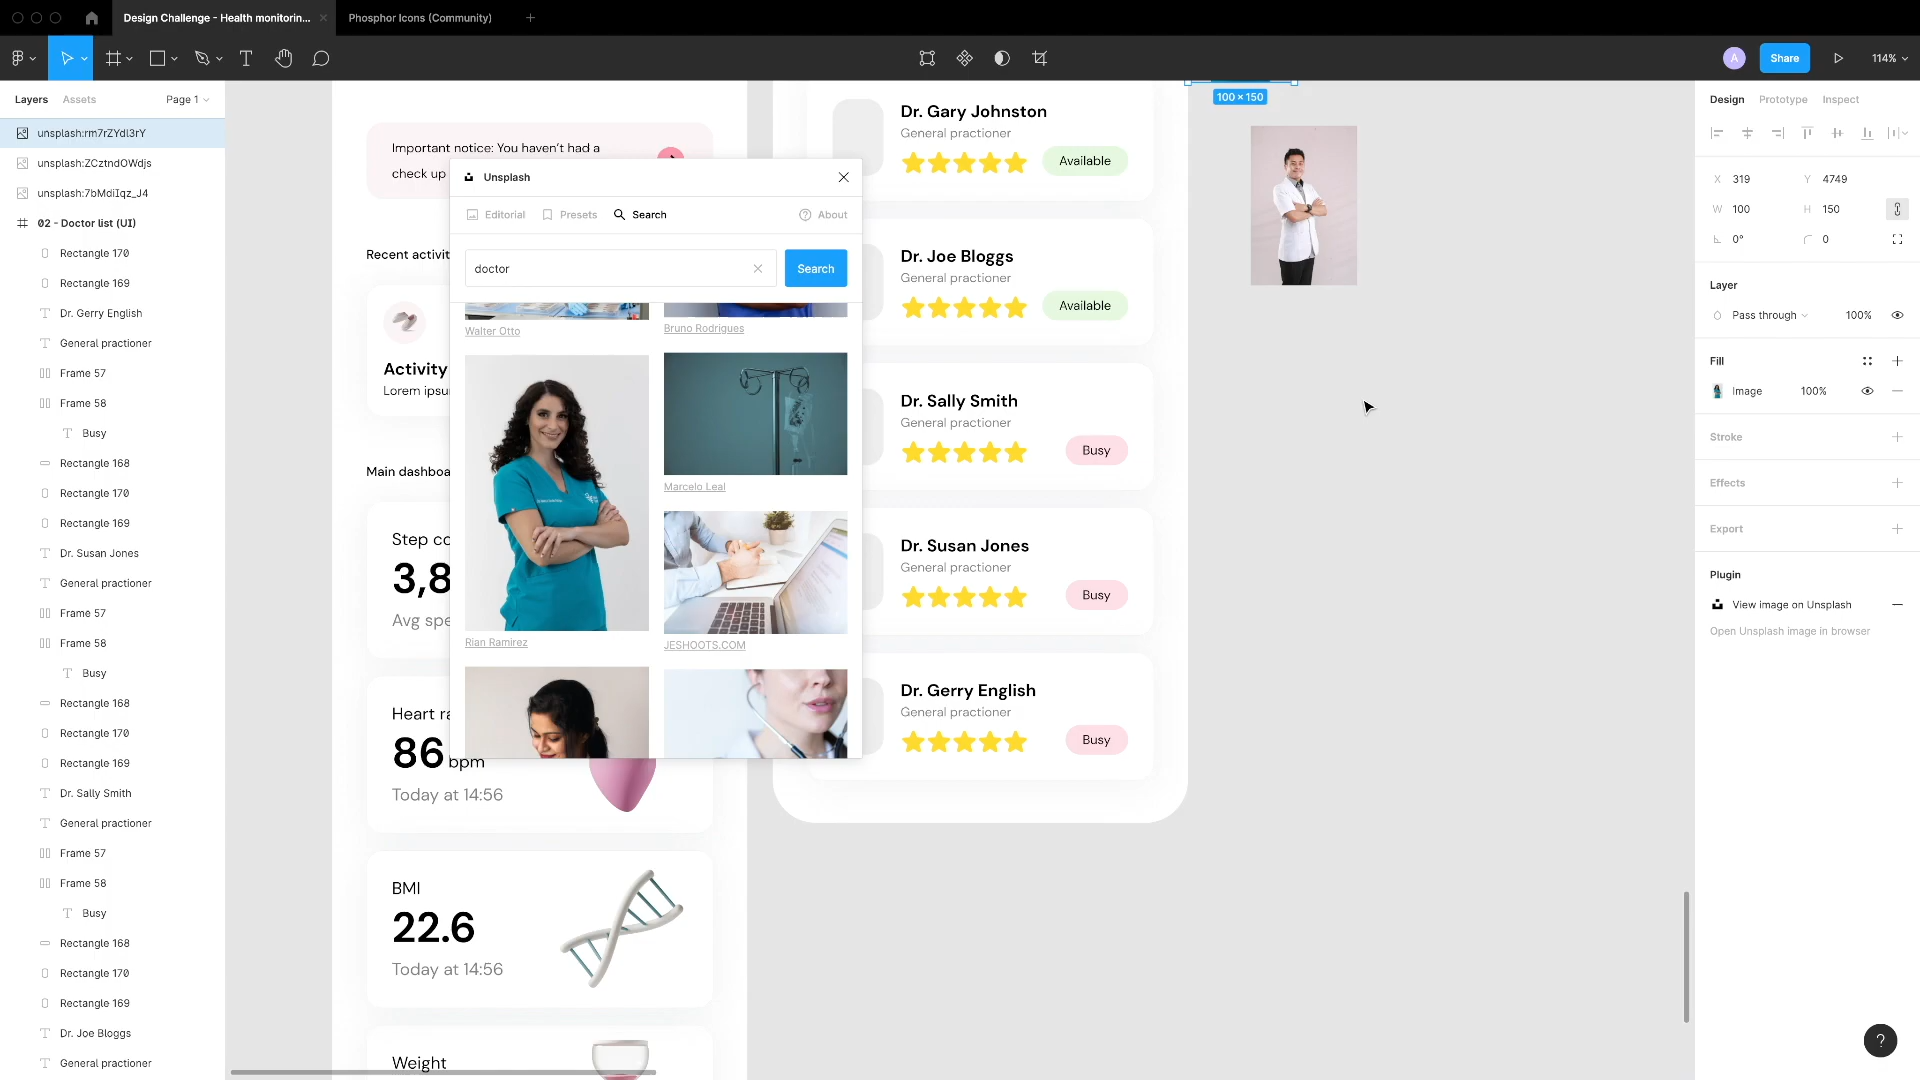 Design Challenge - Health monitorin...
Phosphor Icons (Community)
A
Share
114%
Layers
Assets
Page 1
unsplash:rm7rZYdl3rY
unsplash:ZCztndOWdjs
unsplash:7bMdiIqz_J4
02 - Doctor list (UI)
Rectangle 170
Rectangle 169
Dr. Gerry English
General practioner
Frame 57
Frame 58
Busy
Rectangle 168
Rectangle 170
Rectangle 169
Dr. Susan Jones
General practioner
Frame 57
Frame 58
Busy
Rectangle 168
Rectangle 170
Rectangle 169
Dr. Sally Smith
General practioner
Frame 57
Frame 58
Busy
Rectangle 168
Rectangle 170
Rectangle 169
Dr. Joe Bloggs
General practioner
Important notice: You haven't had a
check up
Recent activit
Activity
Lorem ipsu
Main dashboa
Step co
3,8
Avg spe
Heart ra
86 bpm
Today at 14:56
BMI
22.6
Today at 14:56
Weight
Unsplash
Editorial
Presets
Search
About
doctor
Search
Walter Otto
Bruno Rodrigues
Marcelo Leal
Rian Ramirez
JESHOOTS.COM
Dr. Gary Johnston
General practioner
Available
Dr. Joe Bloggs
General practioner
Available
Dr. Sally Smith
General practioner
Busy
Dr. Susan Jones
General practioner
Busy
Dr. Gerry English
General practioner
Busy
100 × 150
Design
Prototype
Inspect
X 319
Y 4749
W 100
H 150
0°
0
Layer
Pass through
100%
Fill
Image
100%
Stroke
Effects
Export
Plugin
View image on Unsplash
Open Unsplash image in browser
?